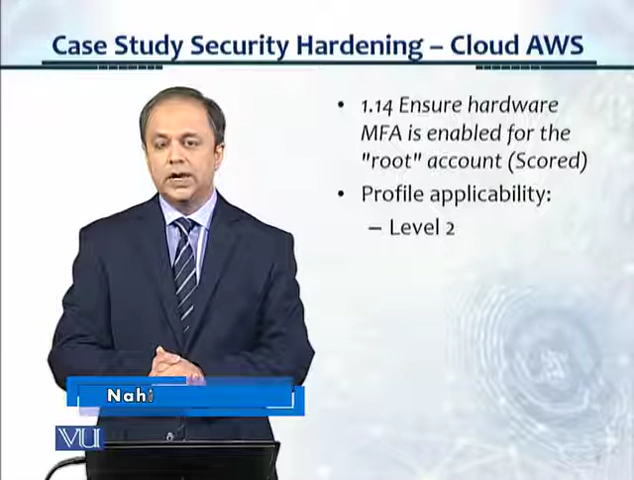 Case Study Security Hardening – Cloud AWS
• 1.14 Ensure hardware
MFA is enabled for the
"root" account (Scored)
• Profile applicability:
– Level 2
Nahi
VU